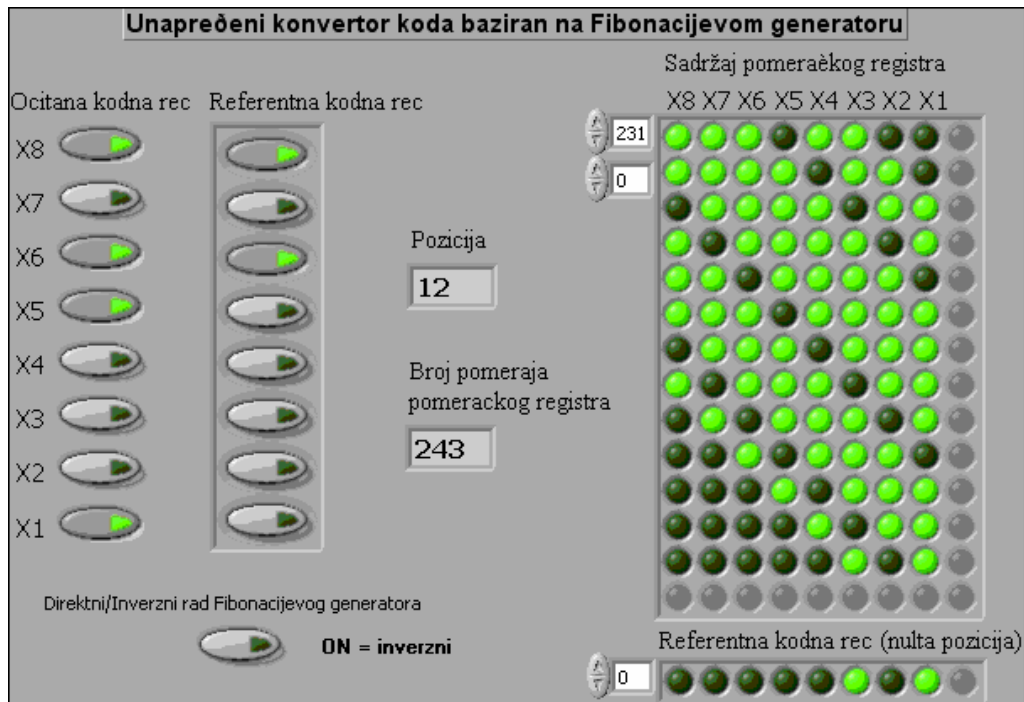 Unapređeni konvertor koda baziran na Fibonacijevom generatoru
Ocitana kodna rec
Referentna kodna rec
X8
X7
X6
X5
X4
X3
X2
X1
Pozicija
12
Broj pomeraja
pomerackog registra
243
Sadržaj pomeraèkog registra
X8 X7 X6 X5 X4 X3 X2 X1
231
0
Direktni/Inverzni rad Fibonacijevog generatora
ON = inverzni
Referentna kodna rec (nulta pozicija)
0